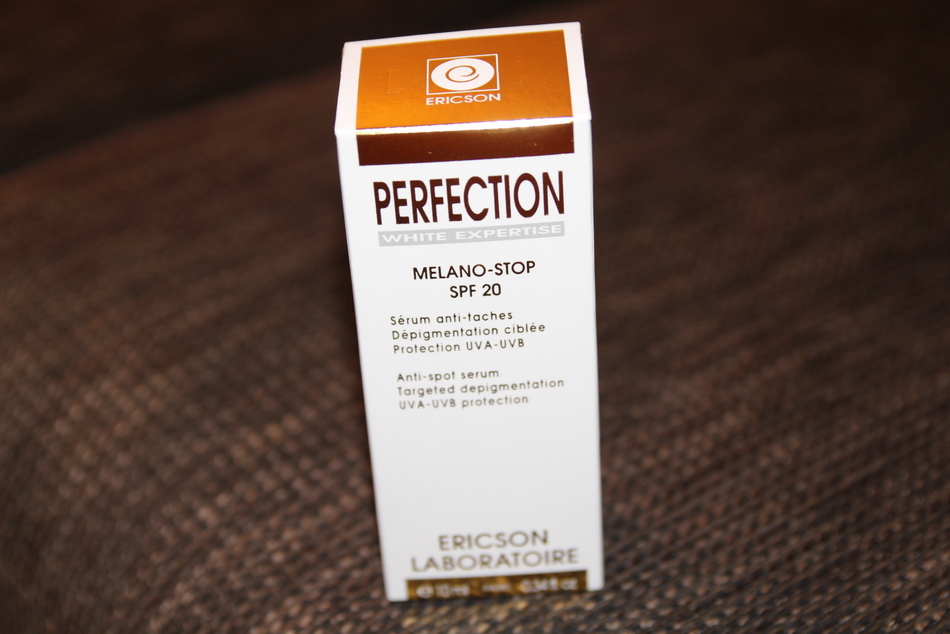 ERICSON
PERFECTION
WHITE EXPERTISE
MELANO-STOP
SPF 20
Sérum anti-taches
Dépigmentation ciblée
Protection UVA-UVB
Anti-spot serum
Targeted depigmentation
UVA-UVB protection
ERICSON
LABORATOIRE